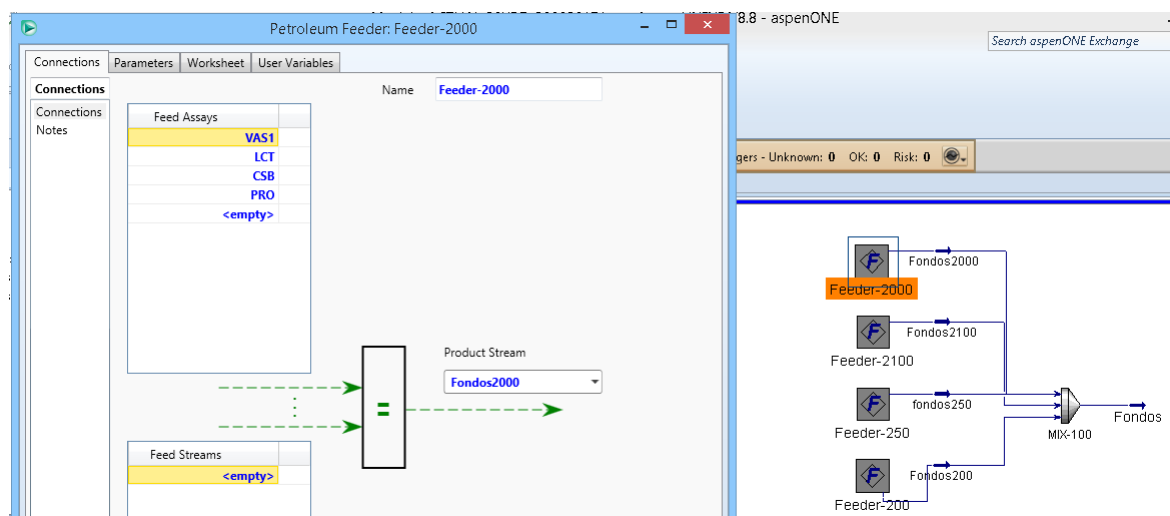 Petroleum Feeder: Feeder-2000
8.8 - aspenONE
Search aspenONE Exchange
Connections Parameters Worksheet User Variables
Connections
Connections
Notes
Name Feeder-2000
Feed Assays
VAS1
LCT
CSB
PRO
<empty>
Product Stream
Fondos2000
Feed Streams
<empty>
gers - Unknown: 0 OK: 0 Risk: 0
Fondos2000
Feeder-2000
Fondos2100
Feeder-2100
fondos250
Feeder-250
Fondos
MIX-100
Fondos200
Feeder-200